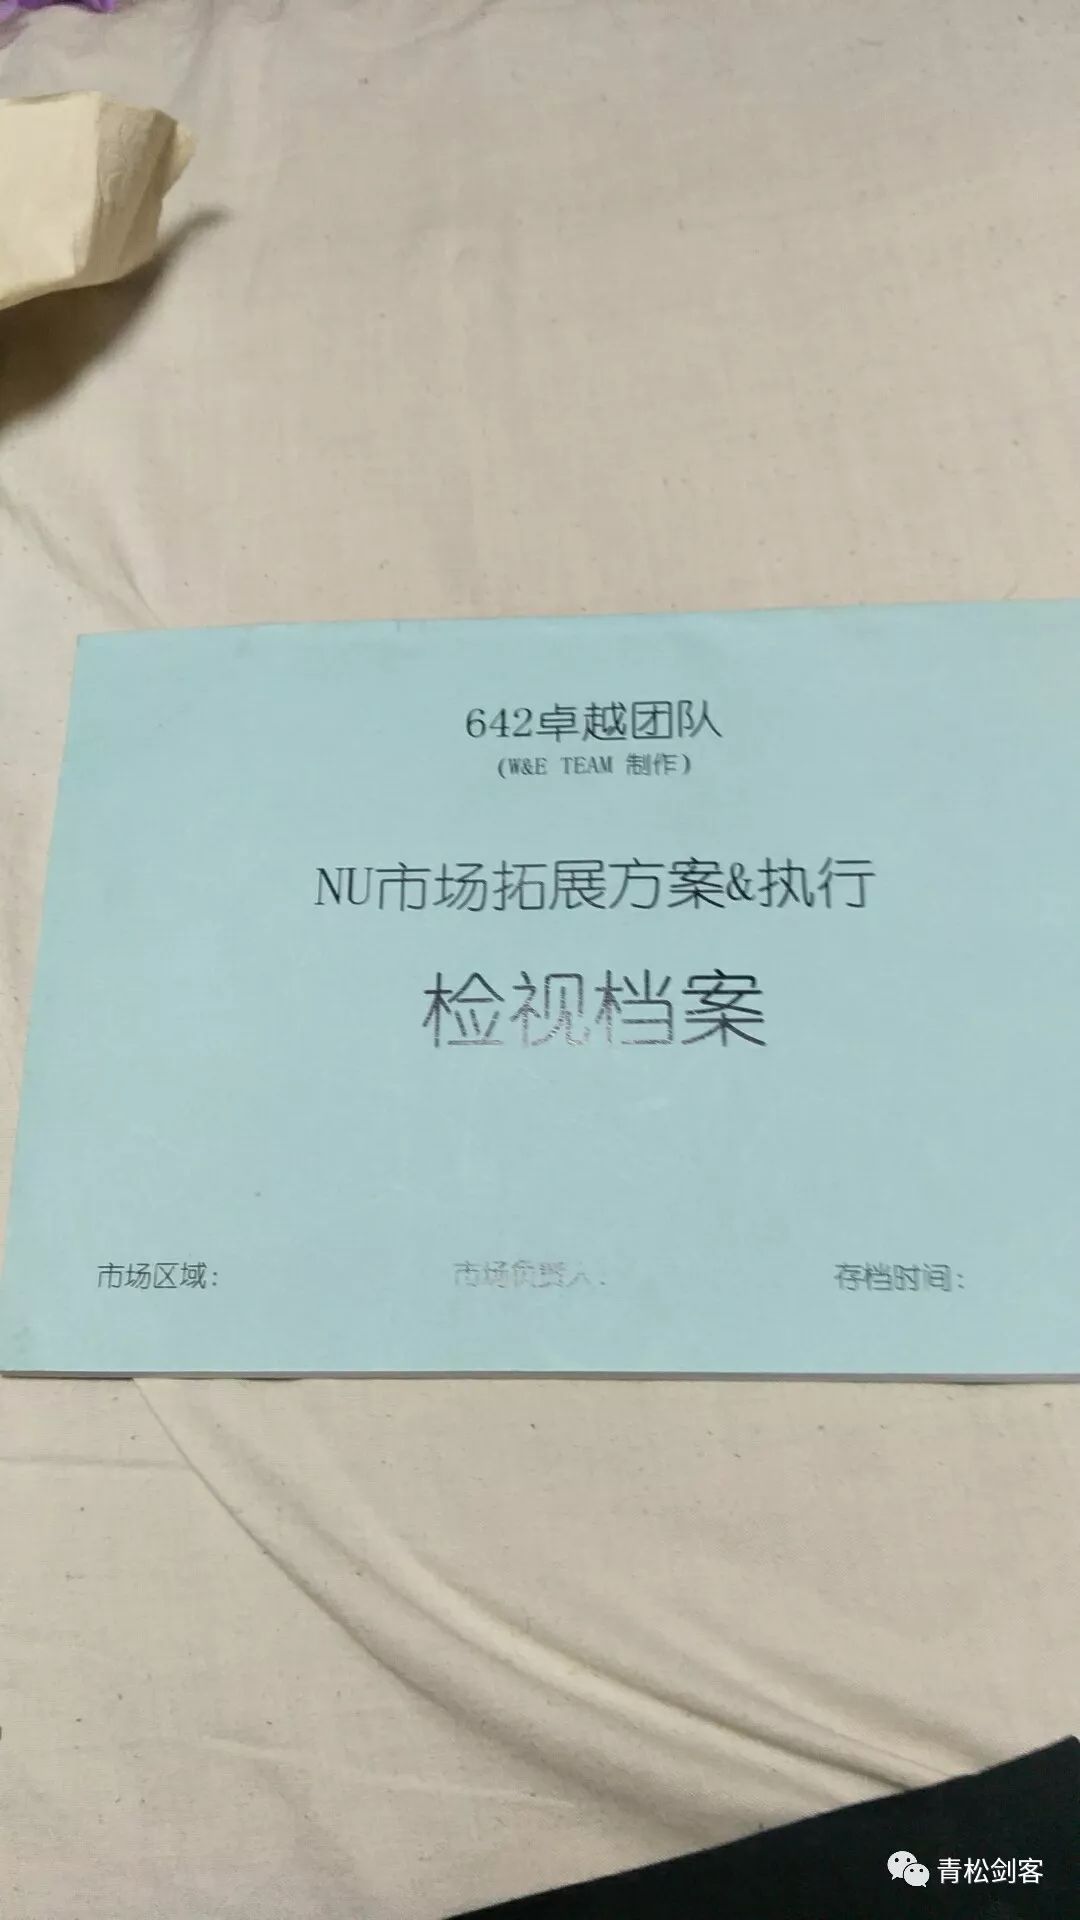 642卓越团队
(W&E TEAM 制作)
NU市场拓展方案&执行
检视档案
市场区域: 市场负责人: 存档时间:
青松剑客